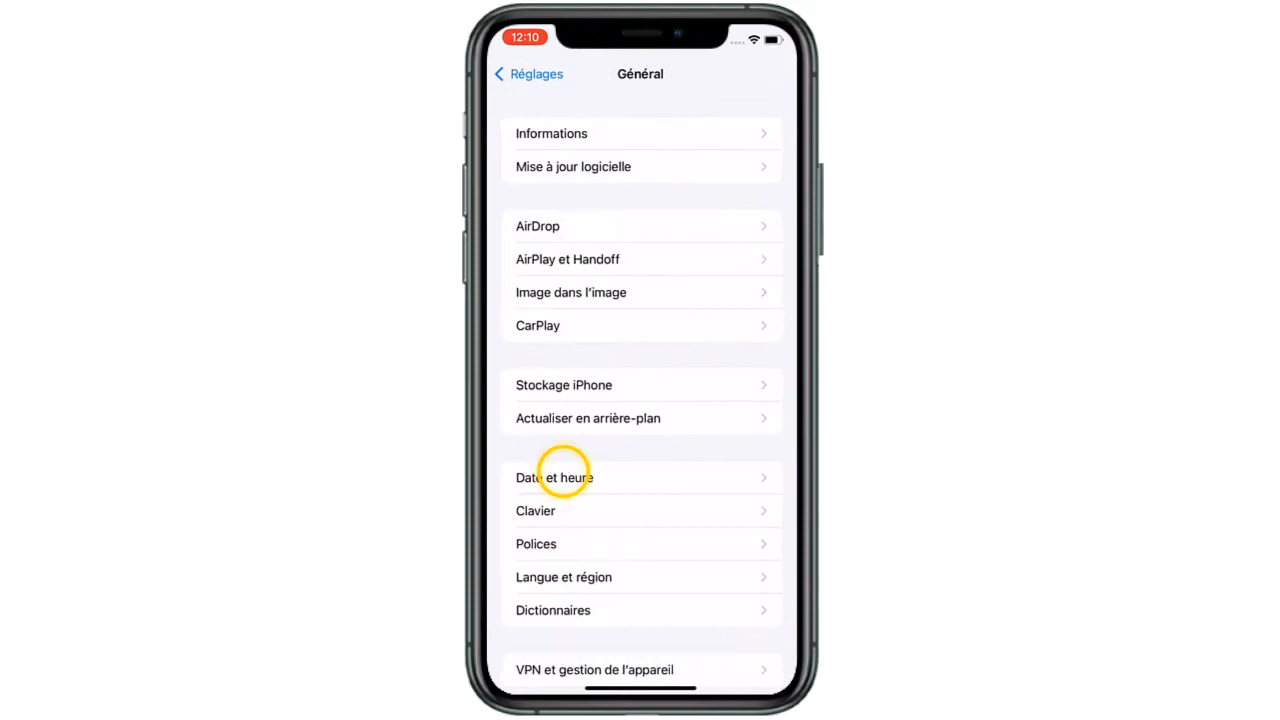 12:10
Réglages
Général
Informations
Mise à jour logicielle
AirDrop
AirPlay et Handoff
Image dans l'image
CarPlay
Stockage iPhone
Actualiser en arrière-plan
Date et heure
Clavier
Polices
Langue et région
Dictionnaires
VPN et gestion de l'appareil